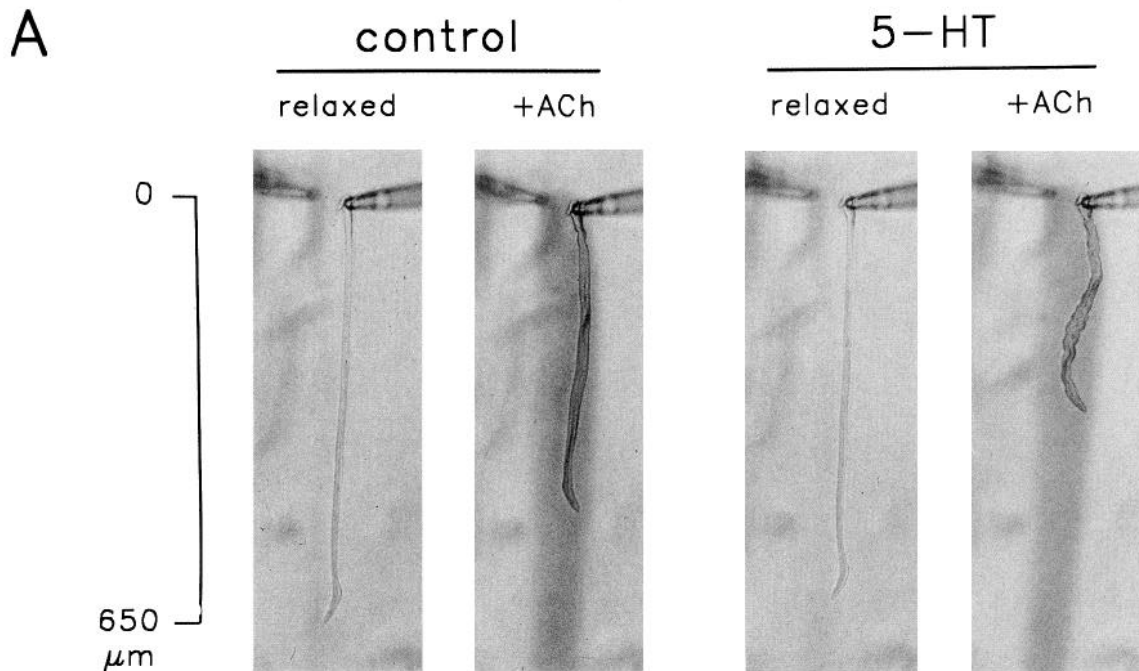 A
control
5-HT
relaxed
+ACh
relaxed
+ACh
0
650
μm